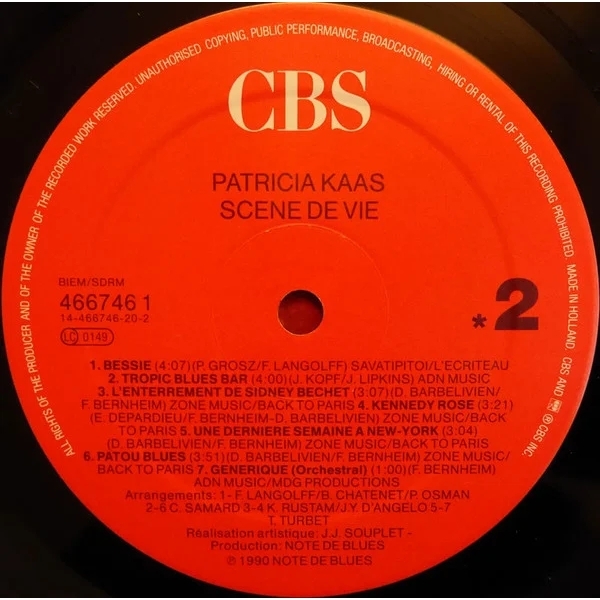 ALL RIGHTS OF THE PRODUCER AND OF THE OWNER OF THE RECORDED WORK RESERVED. UNAUTHORISED COPYING, PUBLIC PERFORMANCE, BROADCASTING, HIRING OR RENTAL OF THIS RECORDING PROHIBITED. MADE IN HOLLAND CBS AND ℗ CBS INC.
CBS
PATRICIA KAAS
SCENE DE VIE
BIEM/SDRM
466746 1
14-466746-20-2
LC 0149
*2
1. BESSIE (4:07)(P. GROSZ/F. LANGOLFF) SAVATIPITOI/L'ECRITEAU
2. TROPIC BLUES BAR (4:00)(J. KOPF/J. LIPKINS) ADN MUSIC
3. L'ENTERREMENT DE SIDNEY BECHET (3:07)(D. BARBELIVIEN/
F. BERNHEIM) ZONE MUSIC/BACK TO PARIS 4. KENNEDY ROSE (3:21)
(E. DEPARDIEU/F. BERNHEIM-D. BARBELIVIEN) ZONE MUSIC/BACK
TO PARIS 5. UNE DERNIERE SEMAINE A NEW-YORK (3:04)
(D. BARBELIVIEN/F. BERNHEIM) ZONE MUSIC/BACK TO PARIS
6. PATOU BLUES (3:51)(D. BARBELIVIEN/F. BERNHEIM) ZONE MUSIC/
BACK TO PARIS 7. GENERIQUE (Orchestral) (1:00)(F. BERNHEIM)
ADN MUSIC/MDG PRODUCTIONS
Arrangements: 1- F. LANGOLFF/B. CHATENET/P. OSMAN
2-6 C. SAMARD 3-4 K. RUSTAM/J.Y. D'ANGELO 5-7
T. TURBET
Réalisation artistique: J.J. SOUPLET -
Production: NOTE DE BLUES
℗ 1990 NOTE DE BLUES